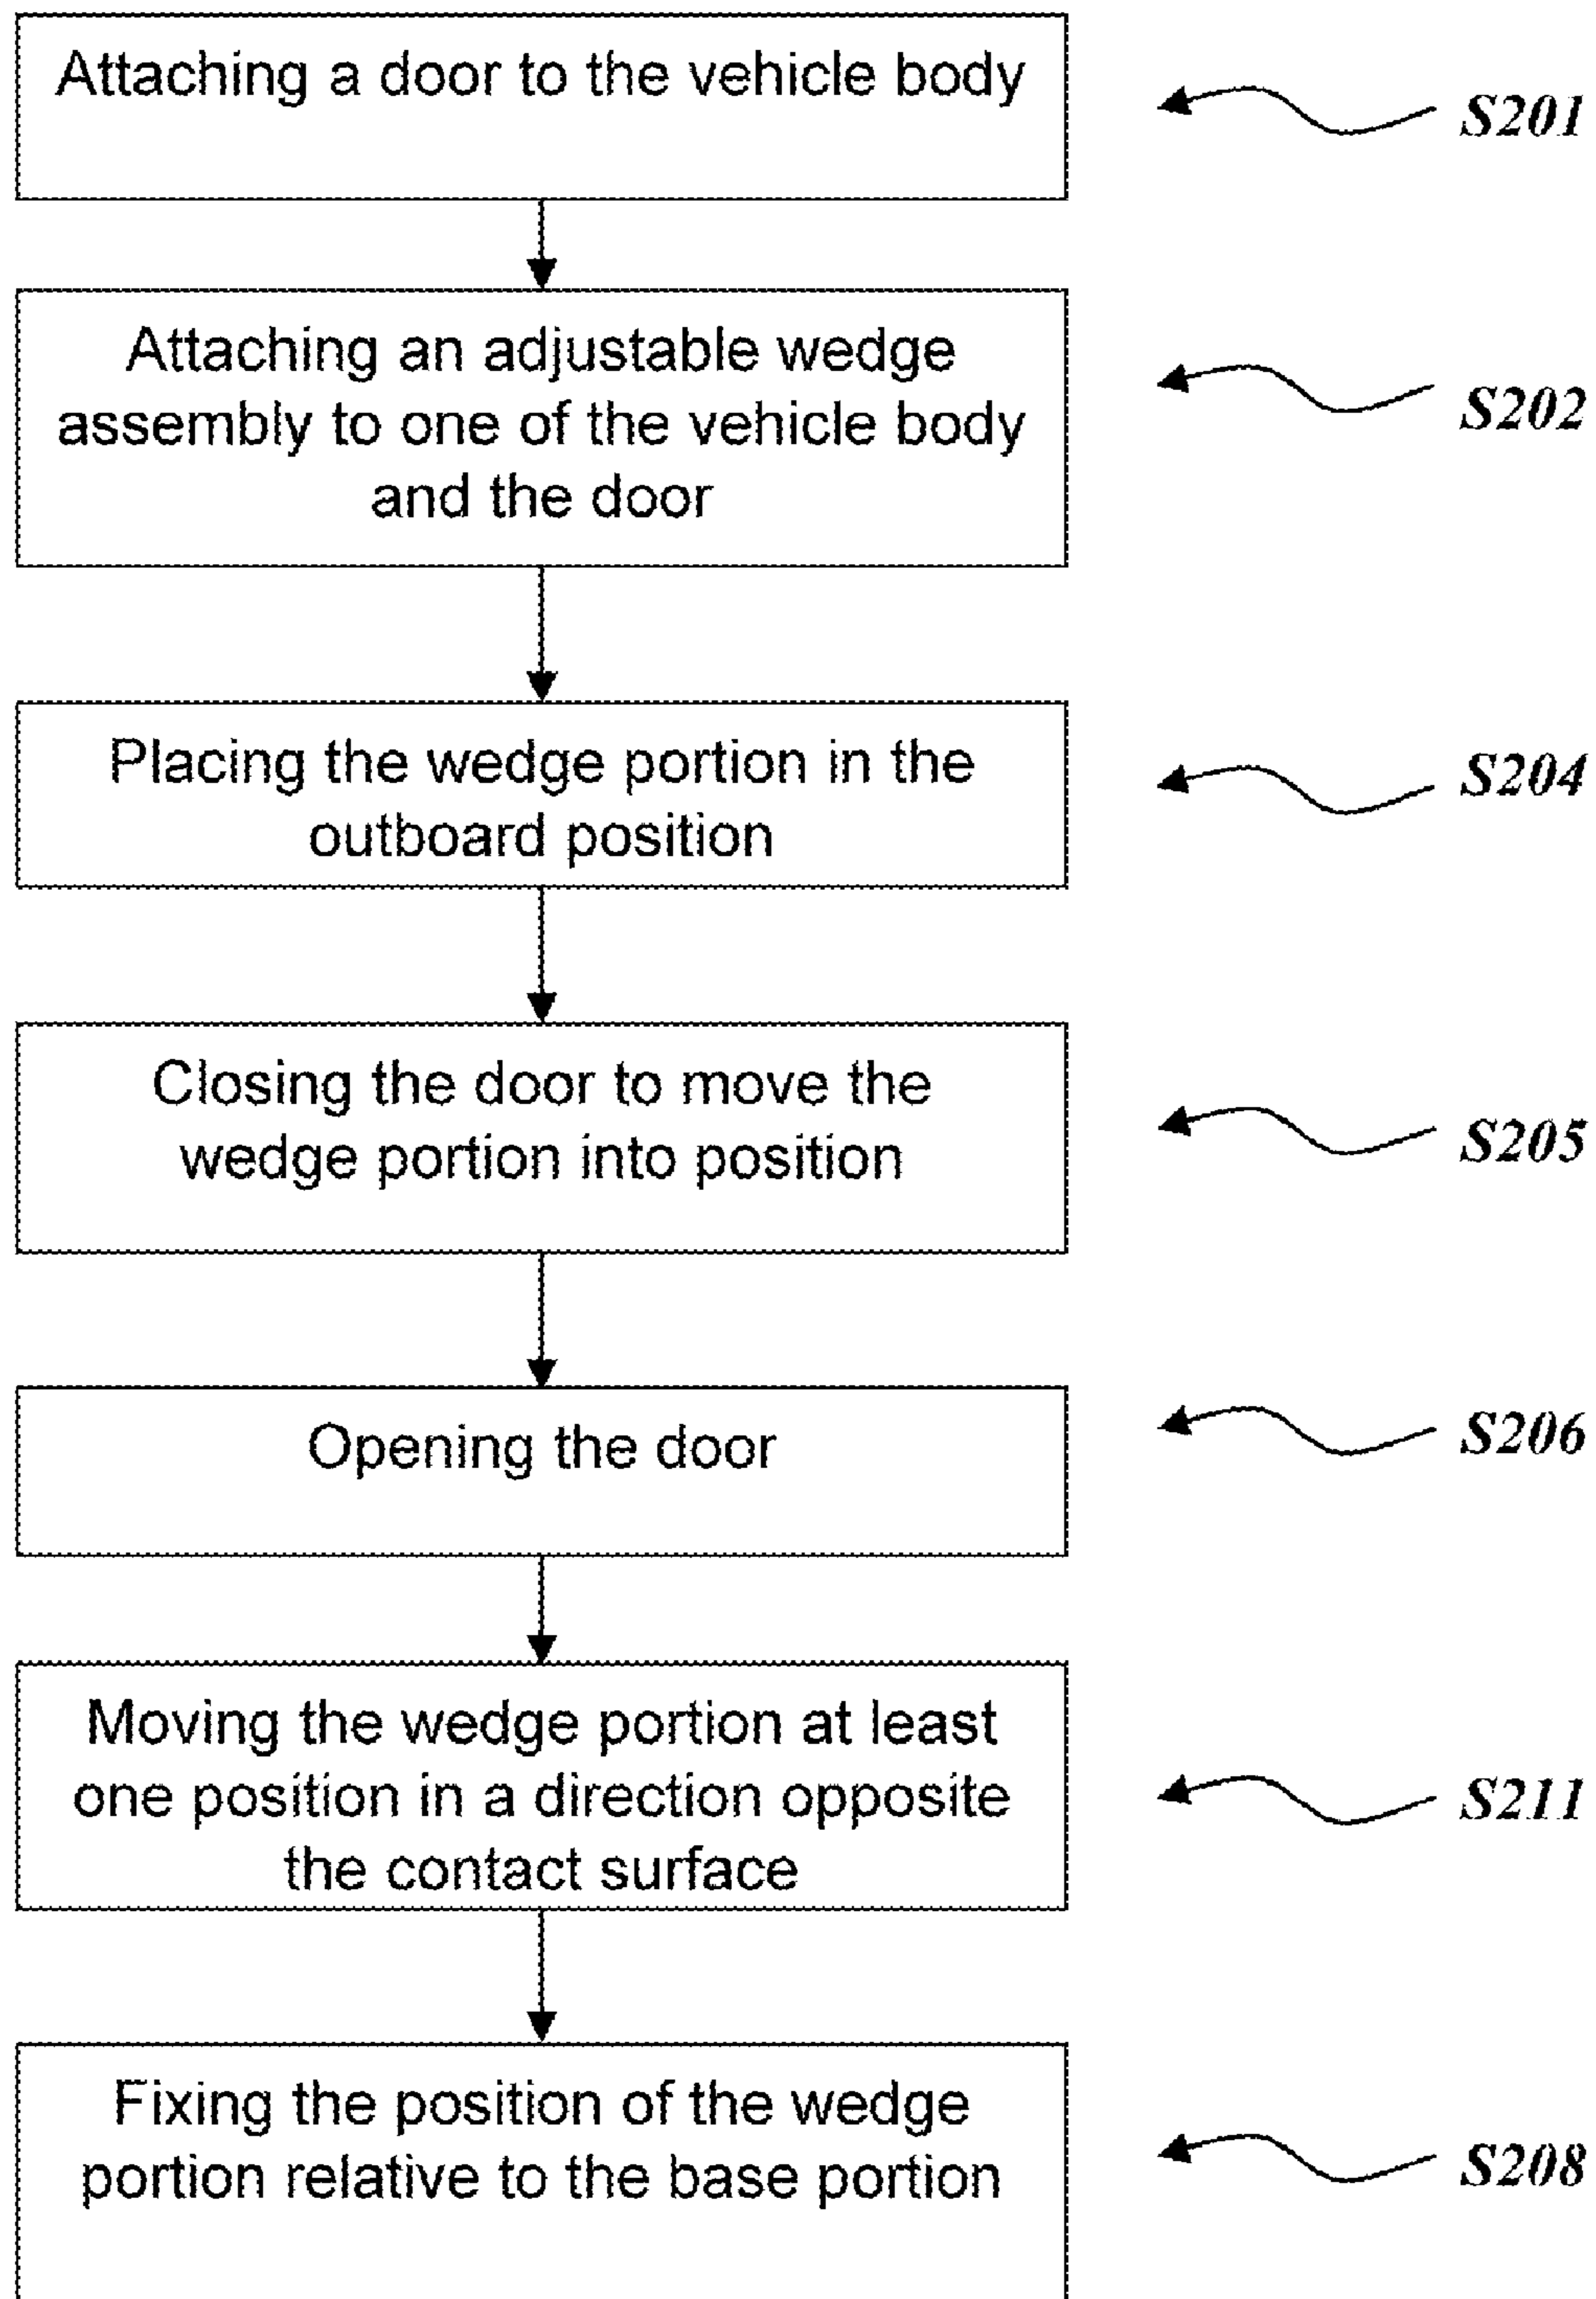 Attaching a door to the vehicle body
S201
Attaching an adjustable wedge
assembly to one of the vehicle body
and the door
S202
Placing the wedge portion in the
outboard position
S204
Closing the door to move the
wedge portion into position
S205
Opening the door
S206
Moving the wedge portion at least
one position in a direction opposite
the contact surface
S211
Fixing the position of the wedge
portion relative to the base portion
S208